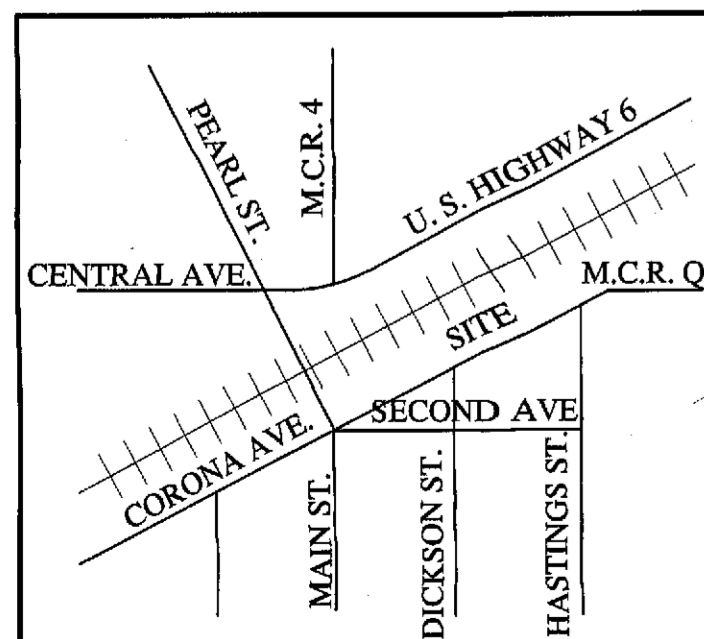 PEARL ST.
M.C.R. 4
U. S. HIGHWAY 6
CENTRAL AVE.
M.C.R. Q
SITE
SECOND AVE.
CORONA AVE.
MAIN ST.
DICKSON ST.
HASTINGS ST.